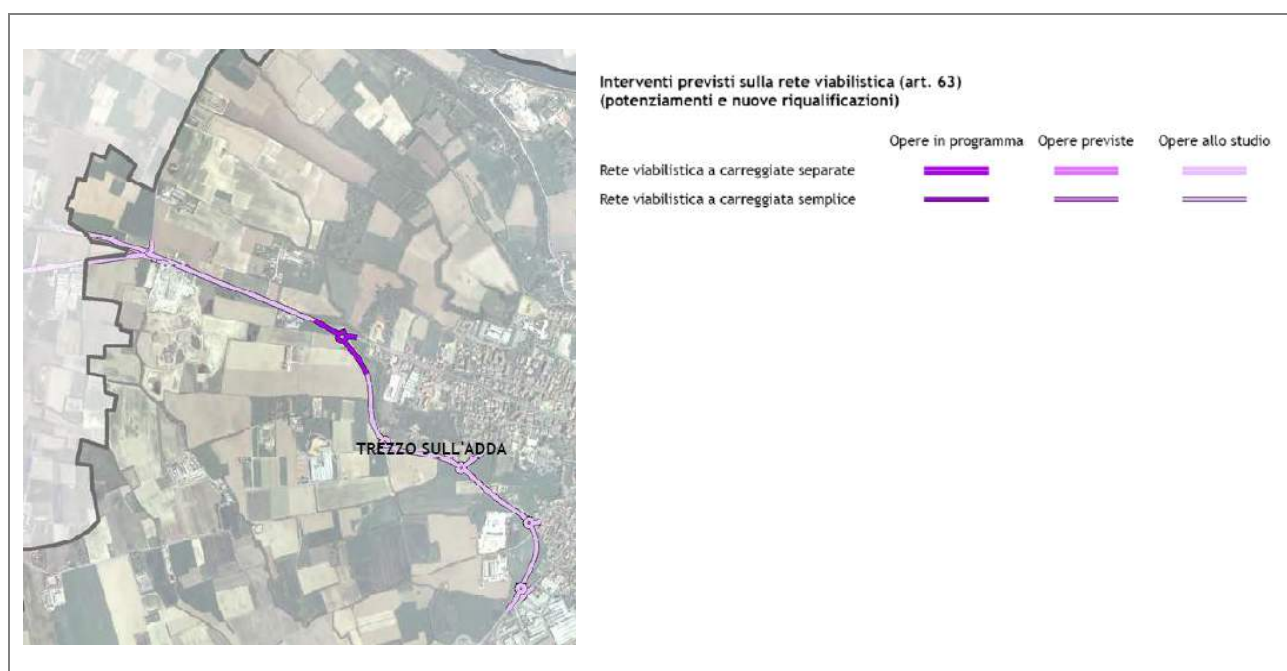 Interventi previsti sulla rete viabilistica (art. 63)
(potenziamenti e nuove riqualificazioni)
Opere in programma Opere previste Opere allo studio
Rete viabilistica a carreggiate separate
Rete viabilistica a carreggiata semplice
TREZZO SULL'ADDA